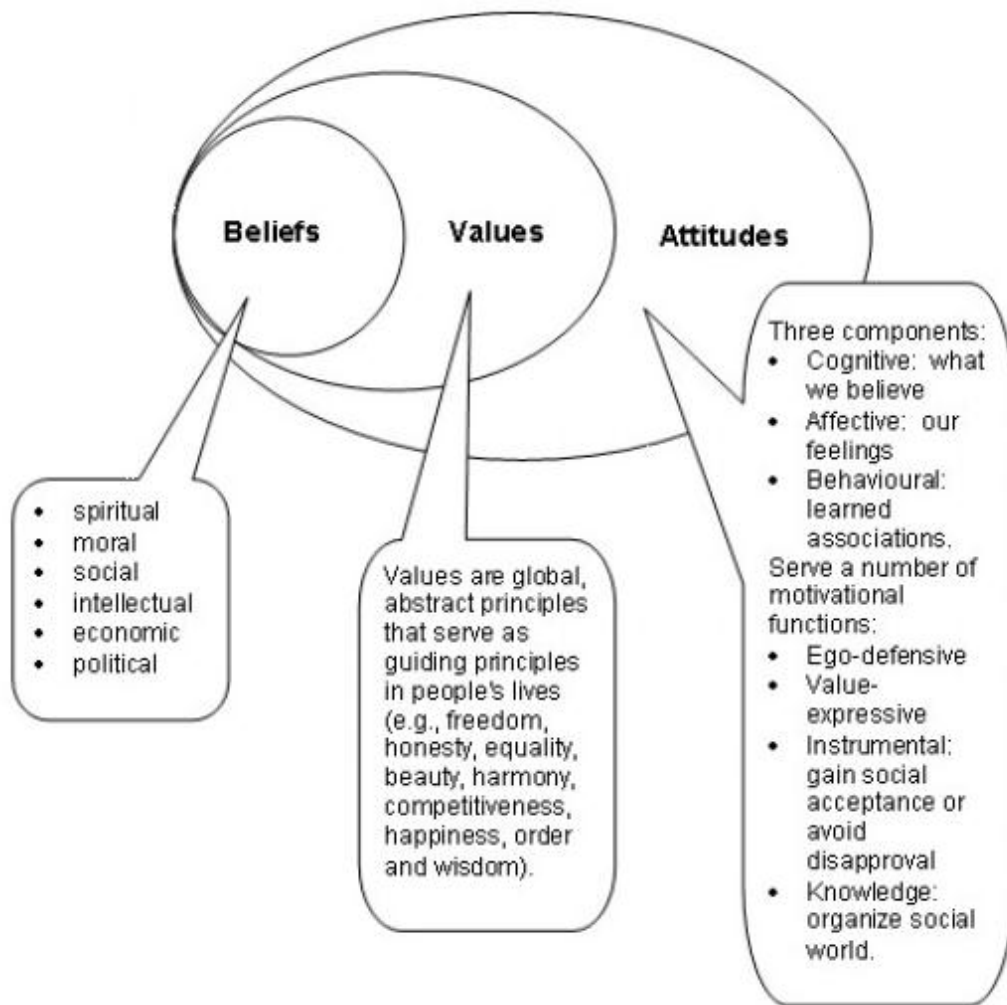 Beliefs
Values
Attitudes
• spiritual
• moral
• social
• intellectual
• economic
• political
Values are global,
abstract principles
that serve as
guiding principles
in people's lives
(e.g., freedom,
honesty, equality,
beauty, harmony,
competitiveness,
happiness, order
and wisdom).
Three components:
• Cognitive: what
we believe
• Affective: our
feelings
• Behavioural:
learned
associations.
Serve a number of
motivational
functions:
• Ego-defensive
• Value-
expressive
• Instrumental:
gain social
acceptance or
avoid
disapproval
• Knowledge:
organize social
world.